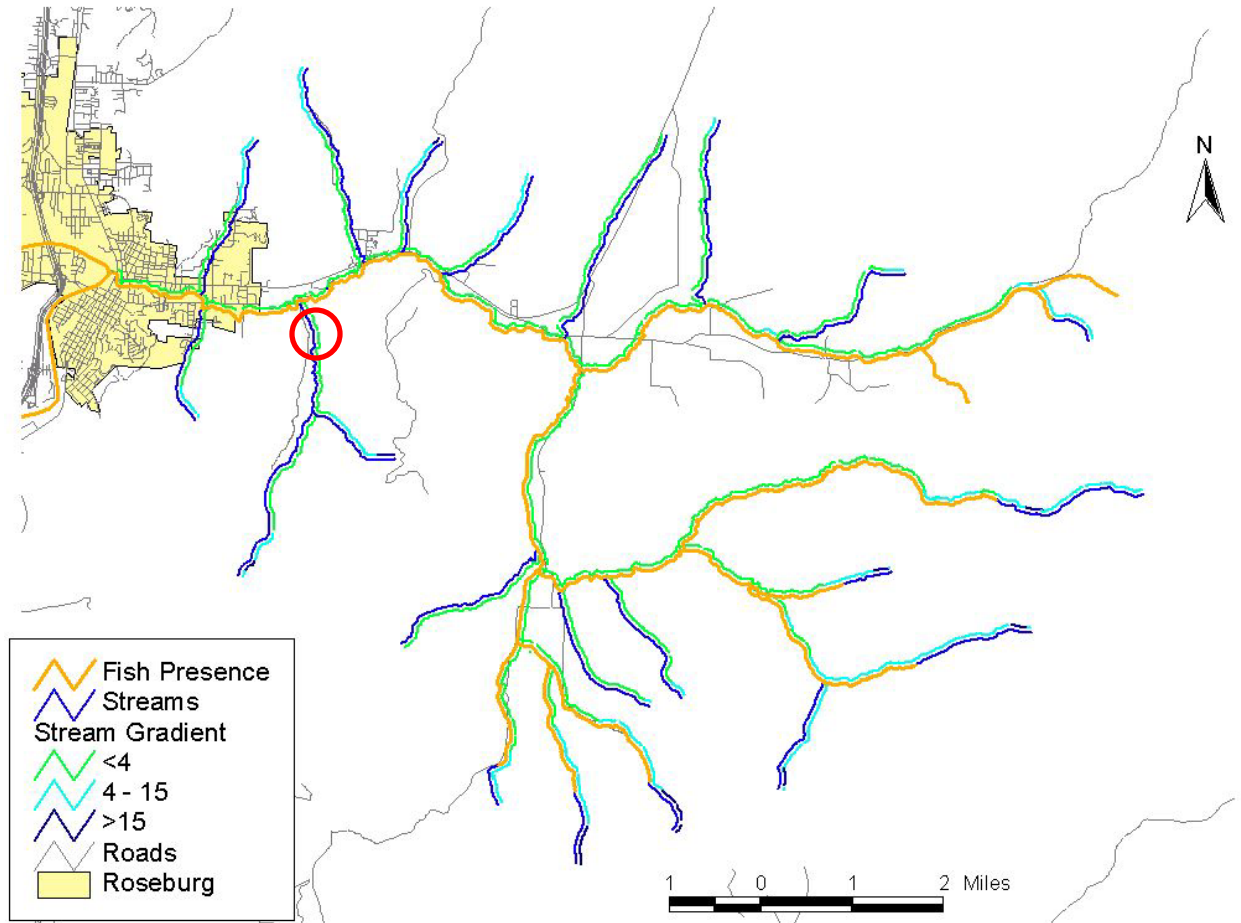 N
Fish Presence
Streams
Stream Gradient
<4
4 - 15
>15
Roads
Roseburg
1 0 1 2 Miles